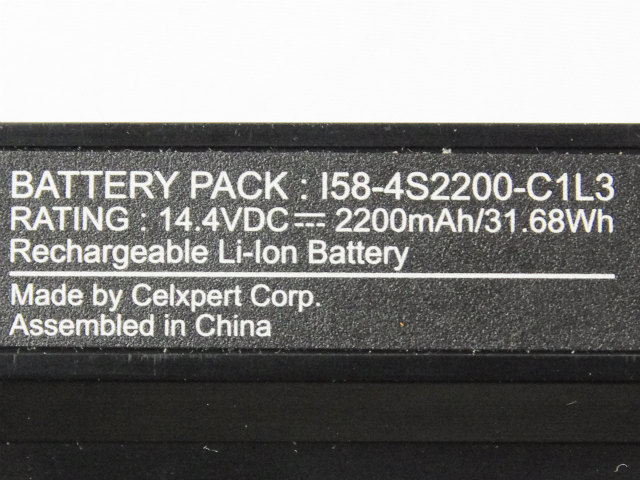 BATTERY PACK : I58-4S2200-C1L3
RATING : 14.4VDC⎓ 2200mAh/31.68Wh
Rechargeable Li-Ion Battery
Made by Celxpert Corp.
Assembled in China